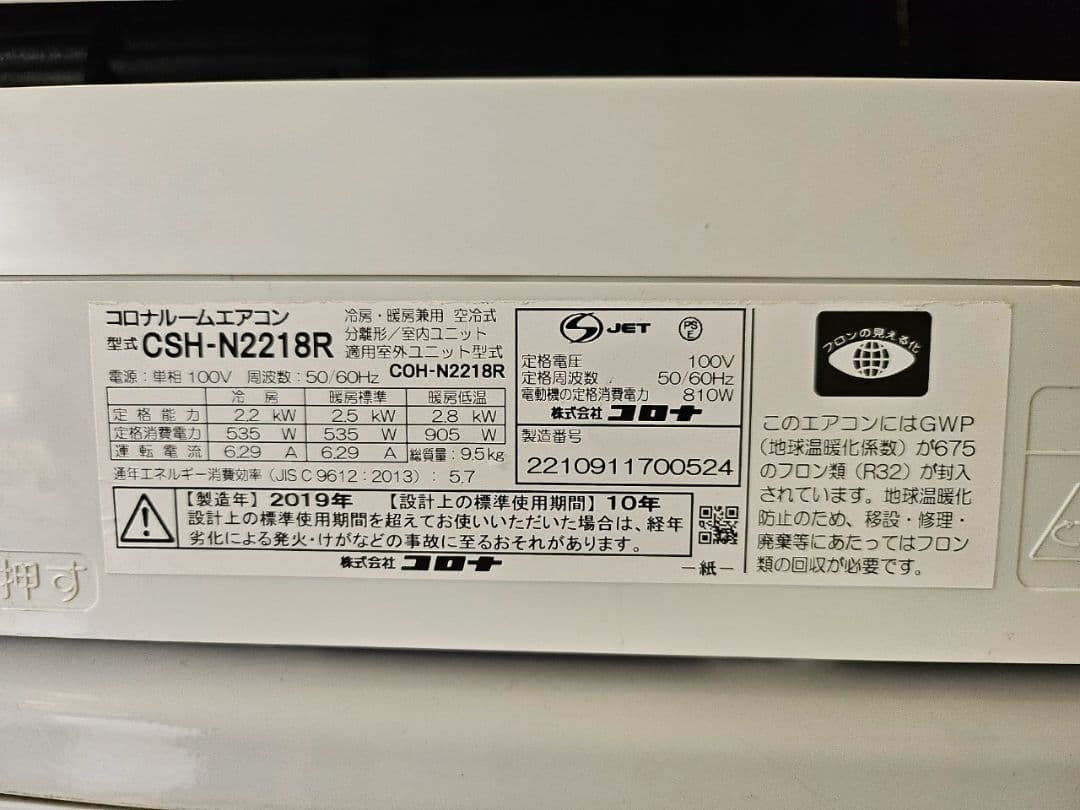 コロナルームエアコン
型式 CSH-N2218R
冷房・暖房兼用 空冷式
分離形／室内ユニット
適用室外ユニット型式
COH-N2218R
電源：単相100V 周波数：50/60Hz
冷房 暖房標準 暖房低温
定格能力 2.2 kW 2.5 kW 2.8 kW
定格消費電力 535 W 535 W 905 W
運転電流 6.29 A 6.29 A 総質量：9.5kg
通年エネルギー消費効率（JIS C 9612：2013）：5.7
【製造年】2019年 【設計上の標準使用期間】10年
設計上の標準使用期間を超えてお使いいただいた場合は、経年
劣化による発火・けがなどの事故に至るおそれがあります。
株式会社 コロナ
－紙－
JET PSE
定格電圧 100V
定格周波数 50/60Hz
電動機の定格消費電力 810W
株式会社 コロナ
製造番号
2210911700524
フロンの見える化
このエアコンにはGWP
（地球温暖化係数）が675
のフロン類（R32）が封入
されています。地球温暖化
防止のため、移設・修理・
廃棄等にあたってはフロン
類の回収が必要です。
押す